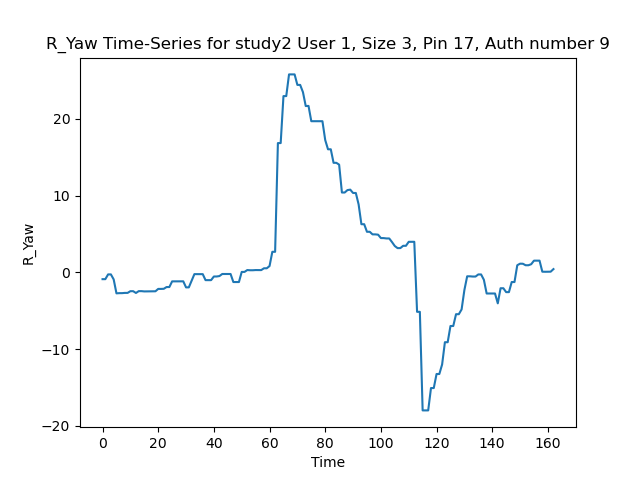 R_Yaw Time-Series for study2 User 1, Size 3, Pin 17, Auth number 9
20
10
0
−10
−20
R_Yaw
0 20 40 60 80 100 120 140 160
Time